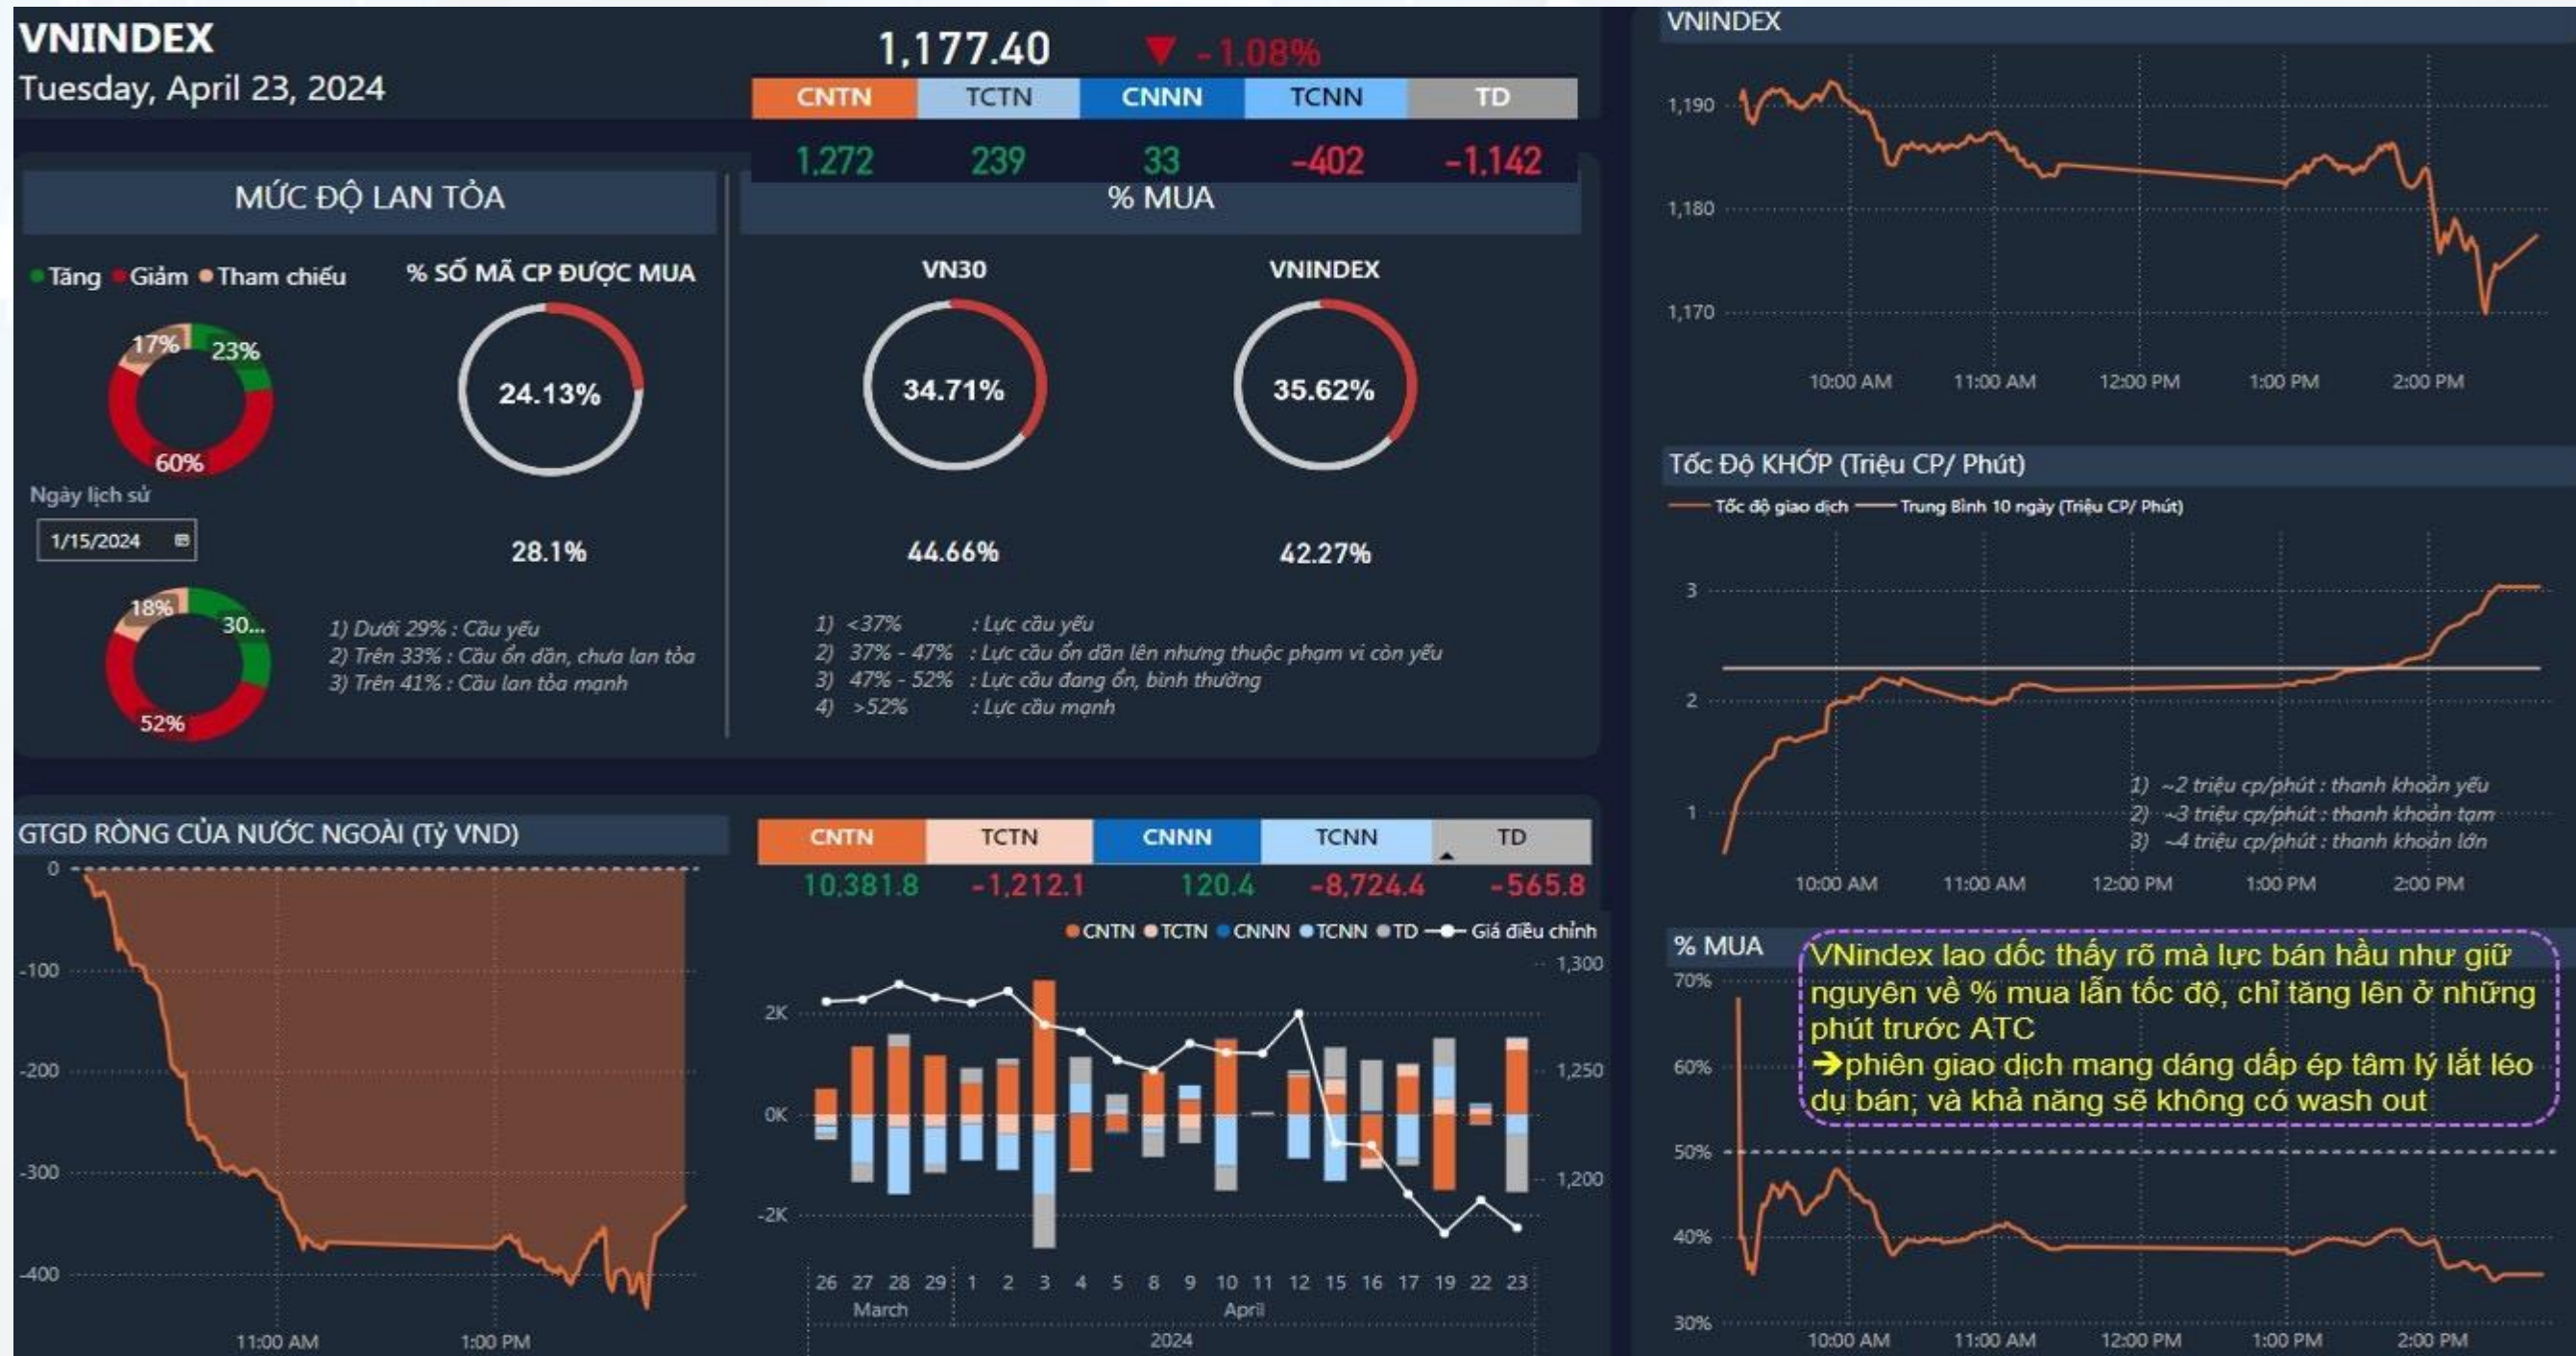 VNINDEX
Tuesday, April 23, 2024
1,177.40 ▼ -1.08%
CNTN TCTN CNNN TCNN TD
1,272 239 33 -402 -1,142
MỨC ĐỘ LAN TỎA
Tăng Giảm Tham chiếu
% SỐ MÃ CP ĐƯỢC MUA
17% 23%
60%
24.13%
Ngày lịch sử
1/15/2024
28.1%
18% 30...
52%
1) Dưới 29% : Cầu yếu
2) Trên 33% : Cầu ổn dần, chưa lan tỏa
3) Trên 41% : Cầu lan tỏa mạnh
% MUA
VN30 VNINDEX
34.71% 35.62%
44.66% 42.27%
1) <37% : Lực cầu yếu
2) 37% - 47% : Lực cầu ổn dần lên nhưng thuộc phạm vi còn yếu
3) 47% - 52% : Lực cầu đang ổn, bình thường
4) >52% : Lực cầu mạnh
GTGD RÒNG CỦA NƯỚC NGOÀI (Tỷ VND)
0
-100
-200
-300
-400
11:00 AM 1:00 PM
CNTN TCTN CNNN TCNN TD
10,381.8 -1,212.1 120.4 -8,724.4 -565.8
CNTN TCTN CNNN TCNN TD Giá điều chỉnh
1,300
2K
1,250
0K
1,200
-2K
26 27 28 29 1 2 3 4 5 8 9 10 11 12 15 16 17 19 22 23
March April
2024
VNINDEX
1,190
1,180
1,170
10:00 AM 11:00 AM 12:00 PM 1:00 PM 2:00 PM
Tốc Độ KHỚP (Triệu CP/ Phút)
Tốc độ giao dịch Trung Bình 10 ngày (Triệu CP/ Phút)
3
2
1
1) ~2 triệu cp/phút : thanh khoản yếu
2) ~3 triệu cp/phút : thanh khoản tạm
3) ~4 triệu cp/phút : thanh khoản lớn
10:00 AM 11:00 AM 12:00 PM 1:00 PM 2:00 PM
% MUA
VNindex lao dốc thấy rõ mà lực bán hầu như giữ
nguyên về % mua lẫn tốc độ, chỉ tăng lên ở những
phút trước ATC
➔phiên giao dịch mang dáng dấp ép tâm lý lắt léo
dụ bán; và khả năng sẽ không có wash out
70%
60%
50%
40%
30%
10:00 AM 11:00 AM 12:00 PM 1:00 PM 2:00 PM